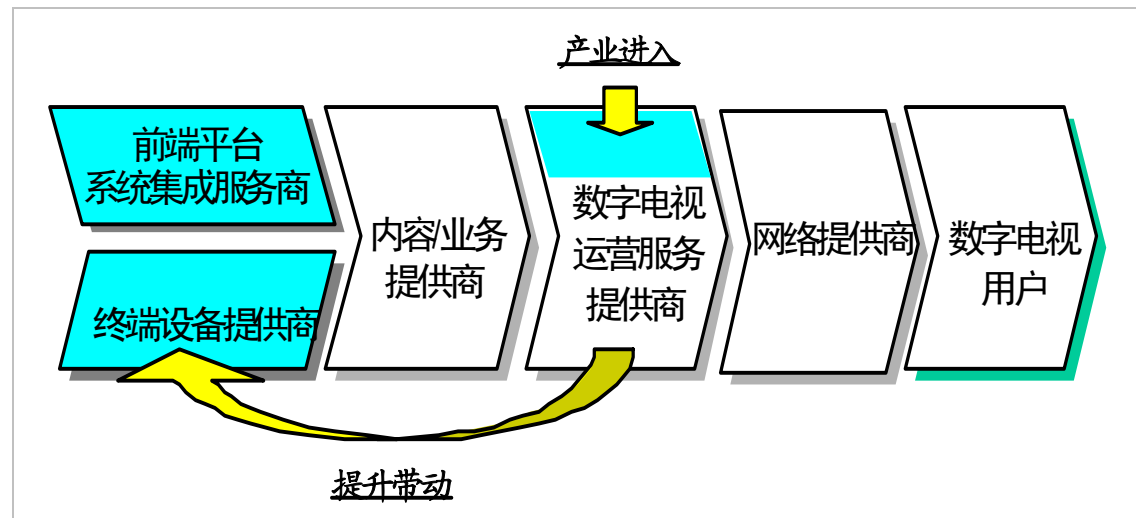 产业进入
前端平台
系统集成服务商
终端设备提供商
内容/业务
提供商
数字电视
运营服务
提供商
网络提供商
数字电视
用户
提升带动